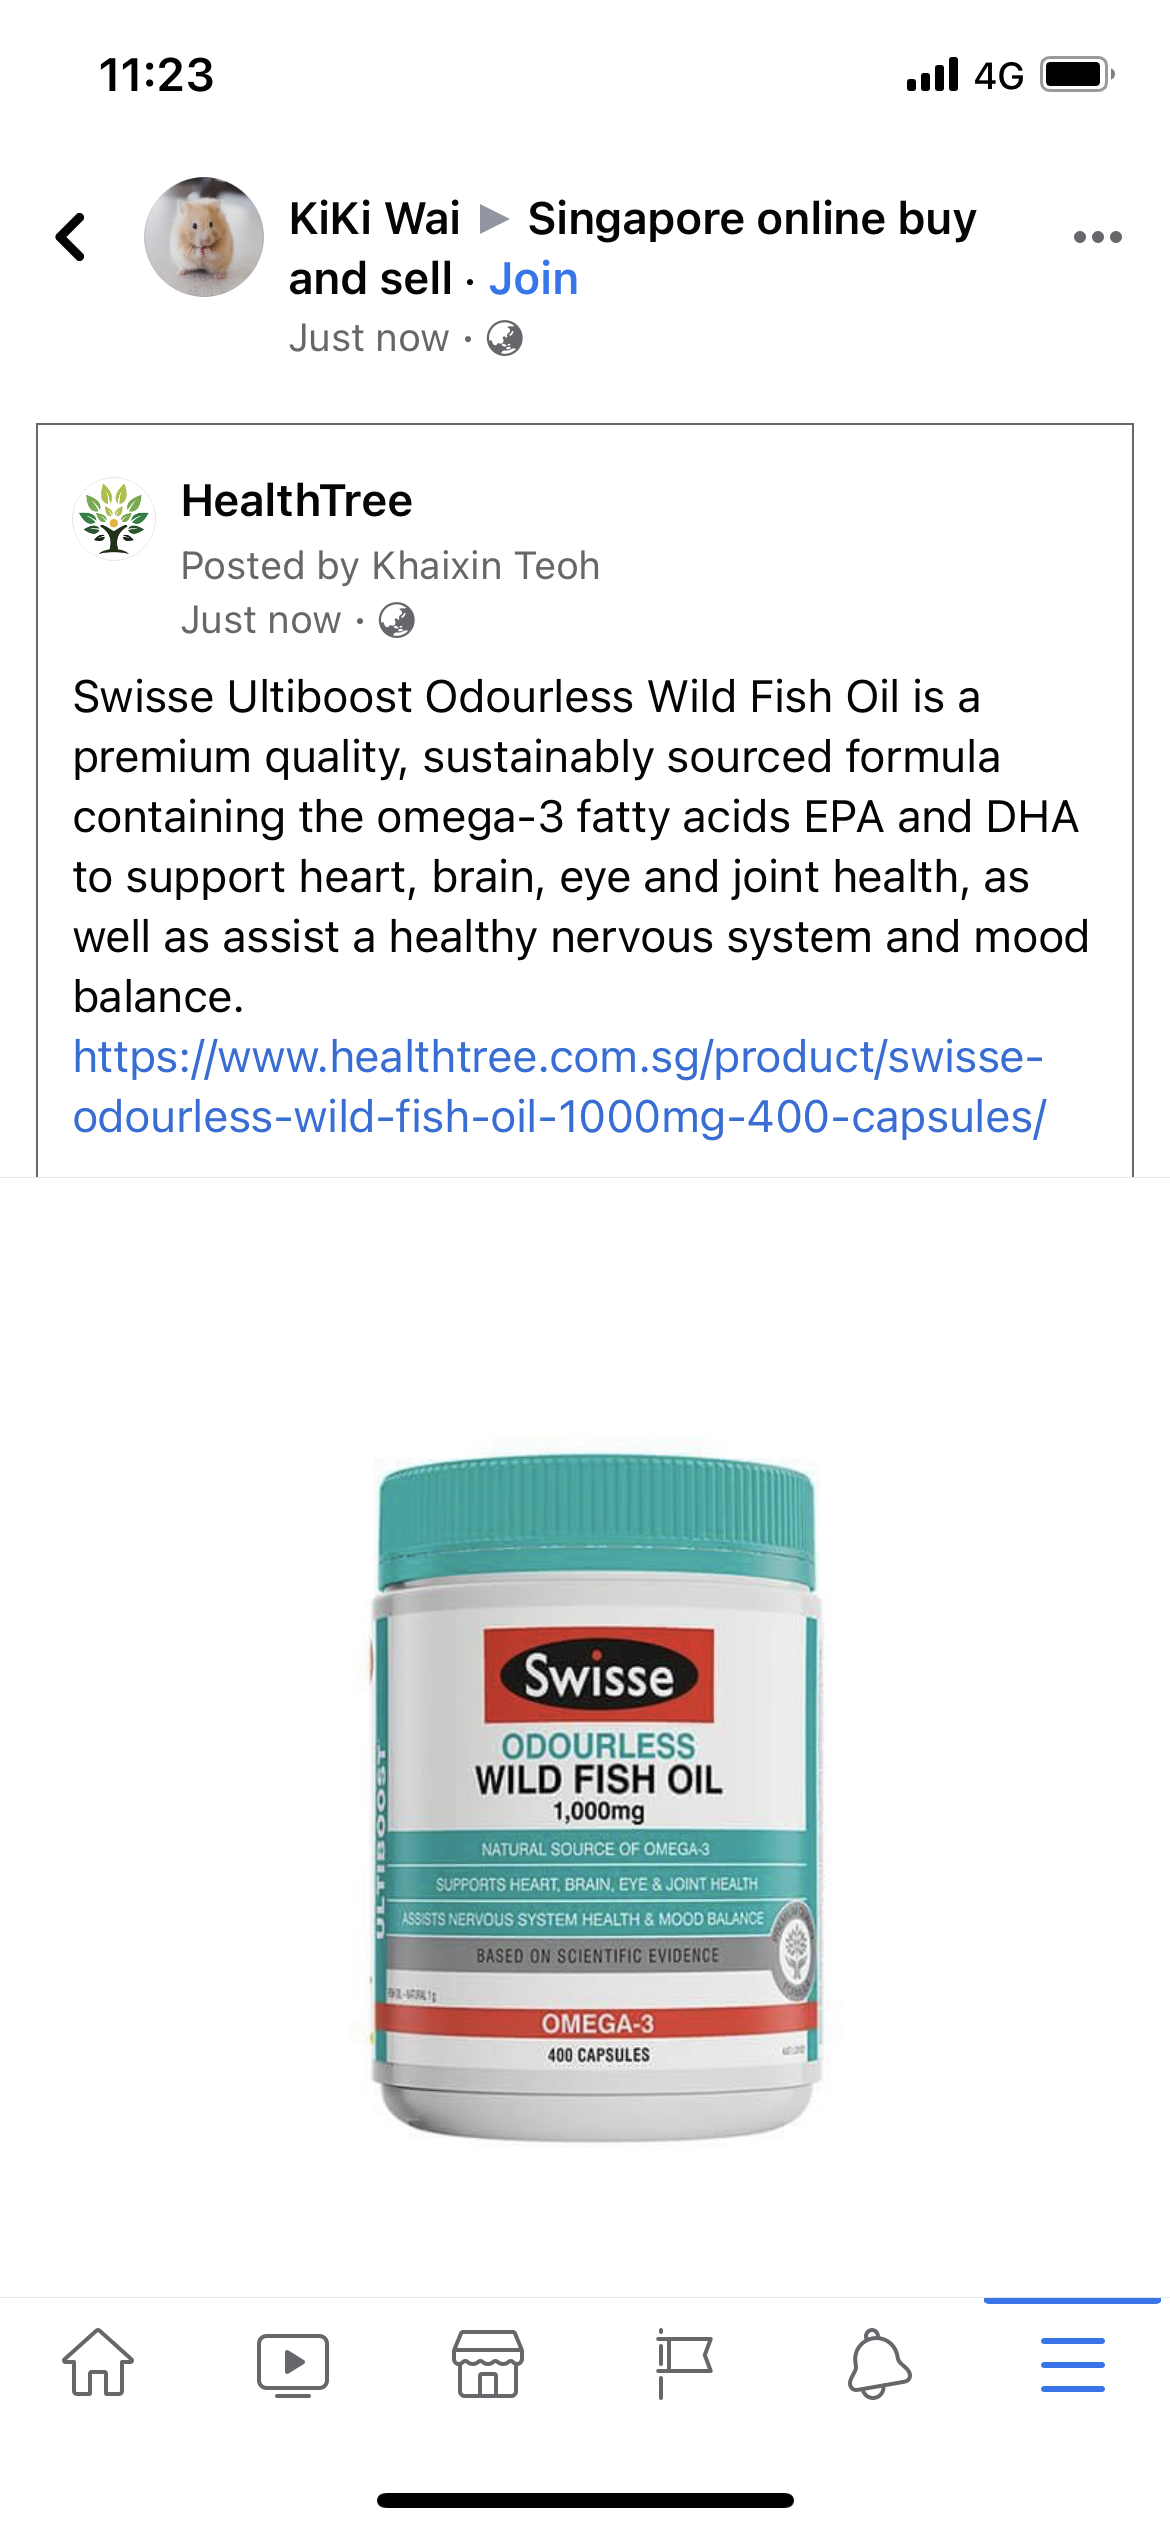 11:23
4G
KiKi Wai ▶ Singapore online buy
and sell · Join
Just now ·
HealthTree
Posted by Khaixin Teoh
Just now ·
Swisse Ultiboost Odourless Wild Fish Oil is a
premium quality, sustainably sourced formula
containing the omega-3 fatty acids EPA and DHA
to support heart, brain, eye and joint health, as
well as assist a healthy nervous system and mood
balance.
https://www.healthtree.com.sg/product/swisse-
odourless-wild-fish-oil-1000mg-400-capsules/
Swisse
ODOURLESS
WILD FISH OIL
1,000mg
NATURAL SOURCE OF OMEGA-3
SUPPORTS HEART, BRAIN, EYE & JOINT HEALTH
ASSISTS NERVOUS SYSTEM HEALTH & MOOD BALANCE
BASED ON SCIENTIFIC EVIDENCE
ULTIBOOST
OMEGA-3
400 CAPSULES